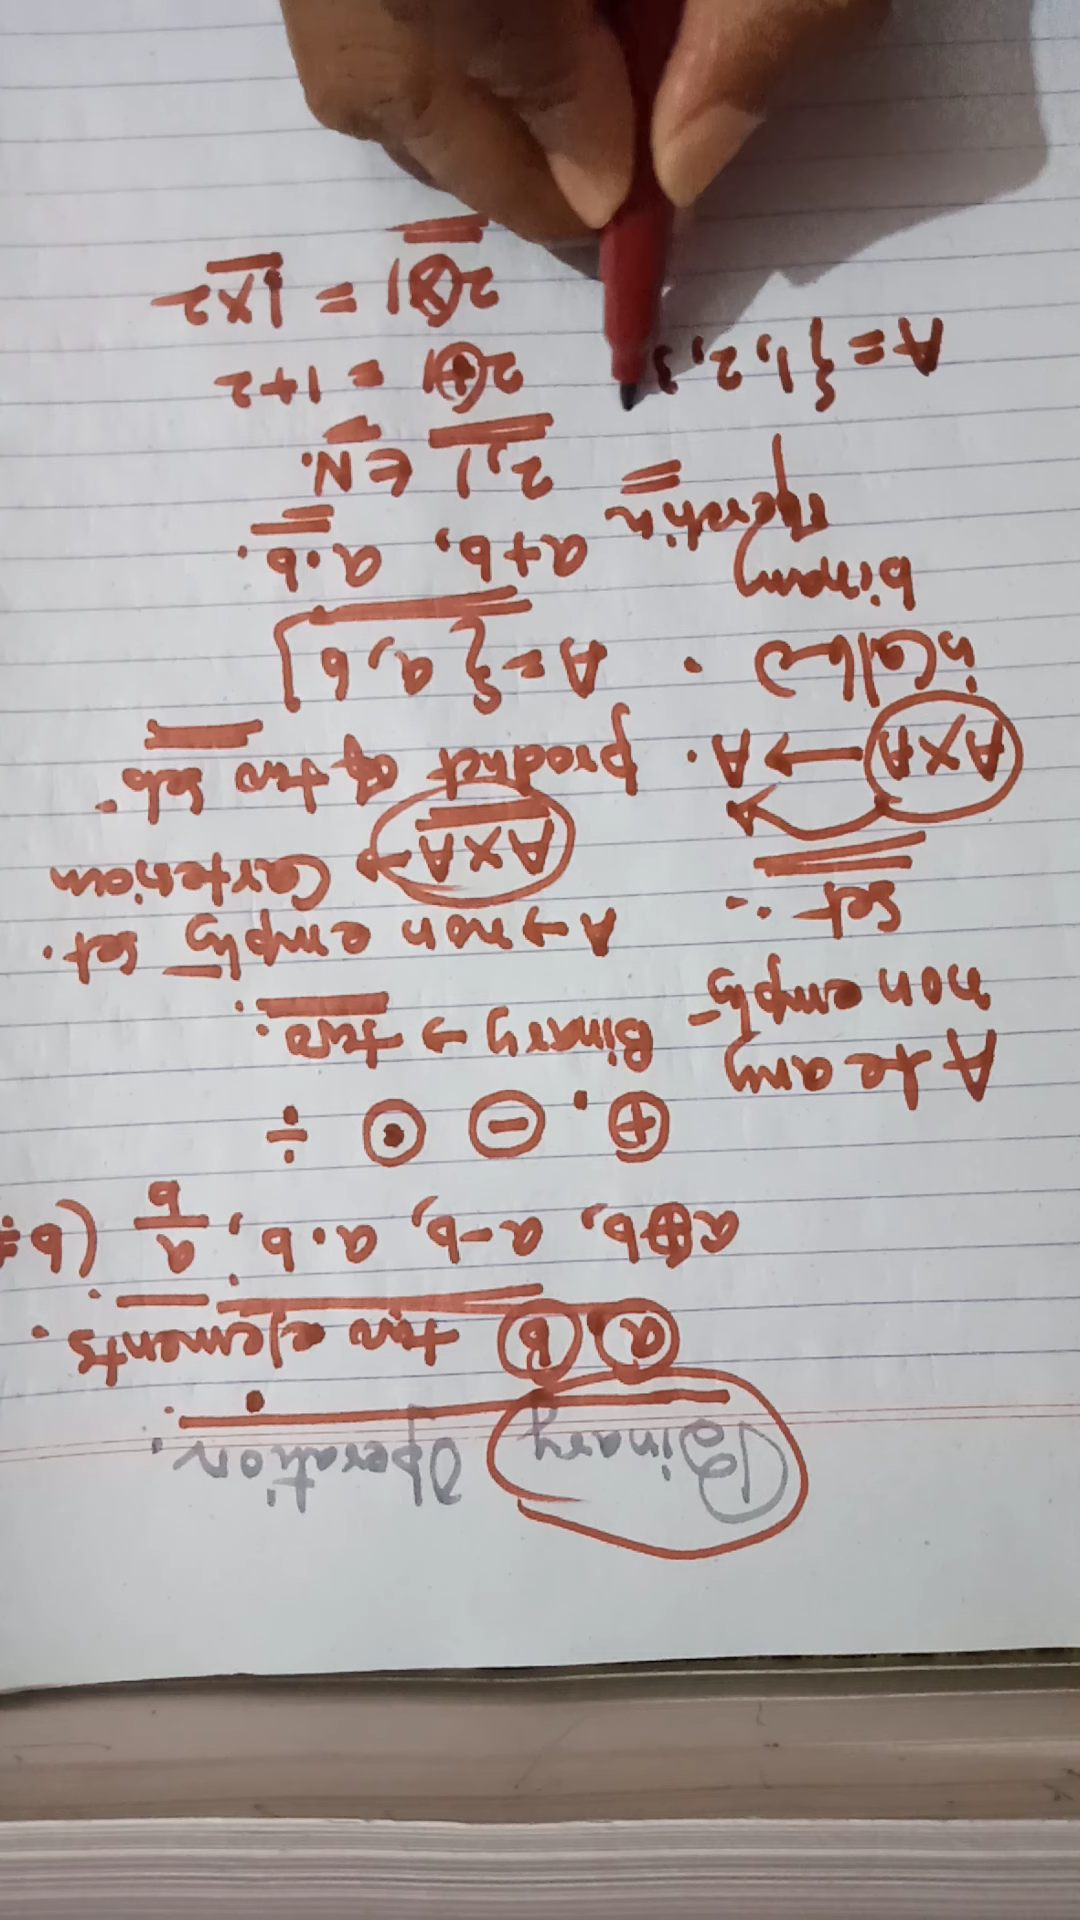 Binary Operation.
a, b two elements.
a+b, a-b, a.b, a/b (b ÷
+ . - . ÷
A be any
non empty
set.
A×A → A.
is called
binary
operation
Binary → two.
A → non empty set.
A×A → Cartesian
product of two sets.
A = {a, b}
a+b, a.b.
2,1 ∈ N.
2+1 = 1+2
2×1 = 1×2
A = {1, 2, 3